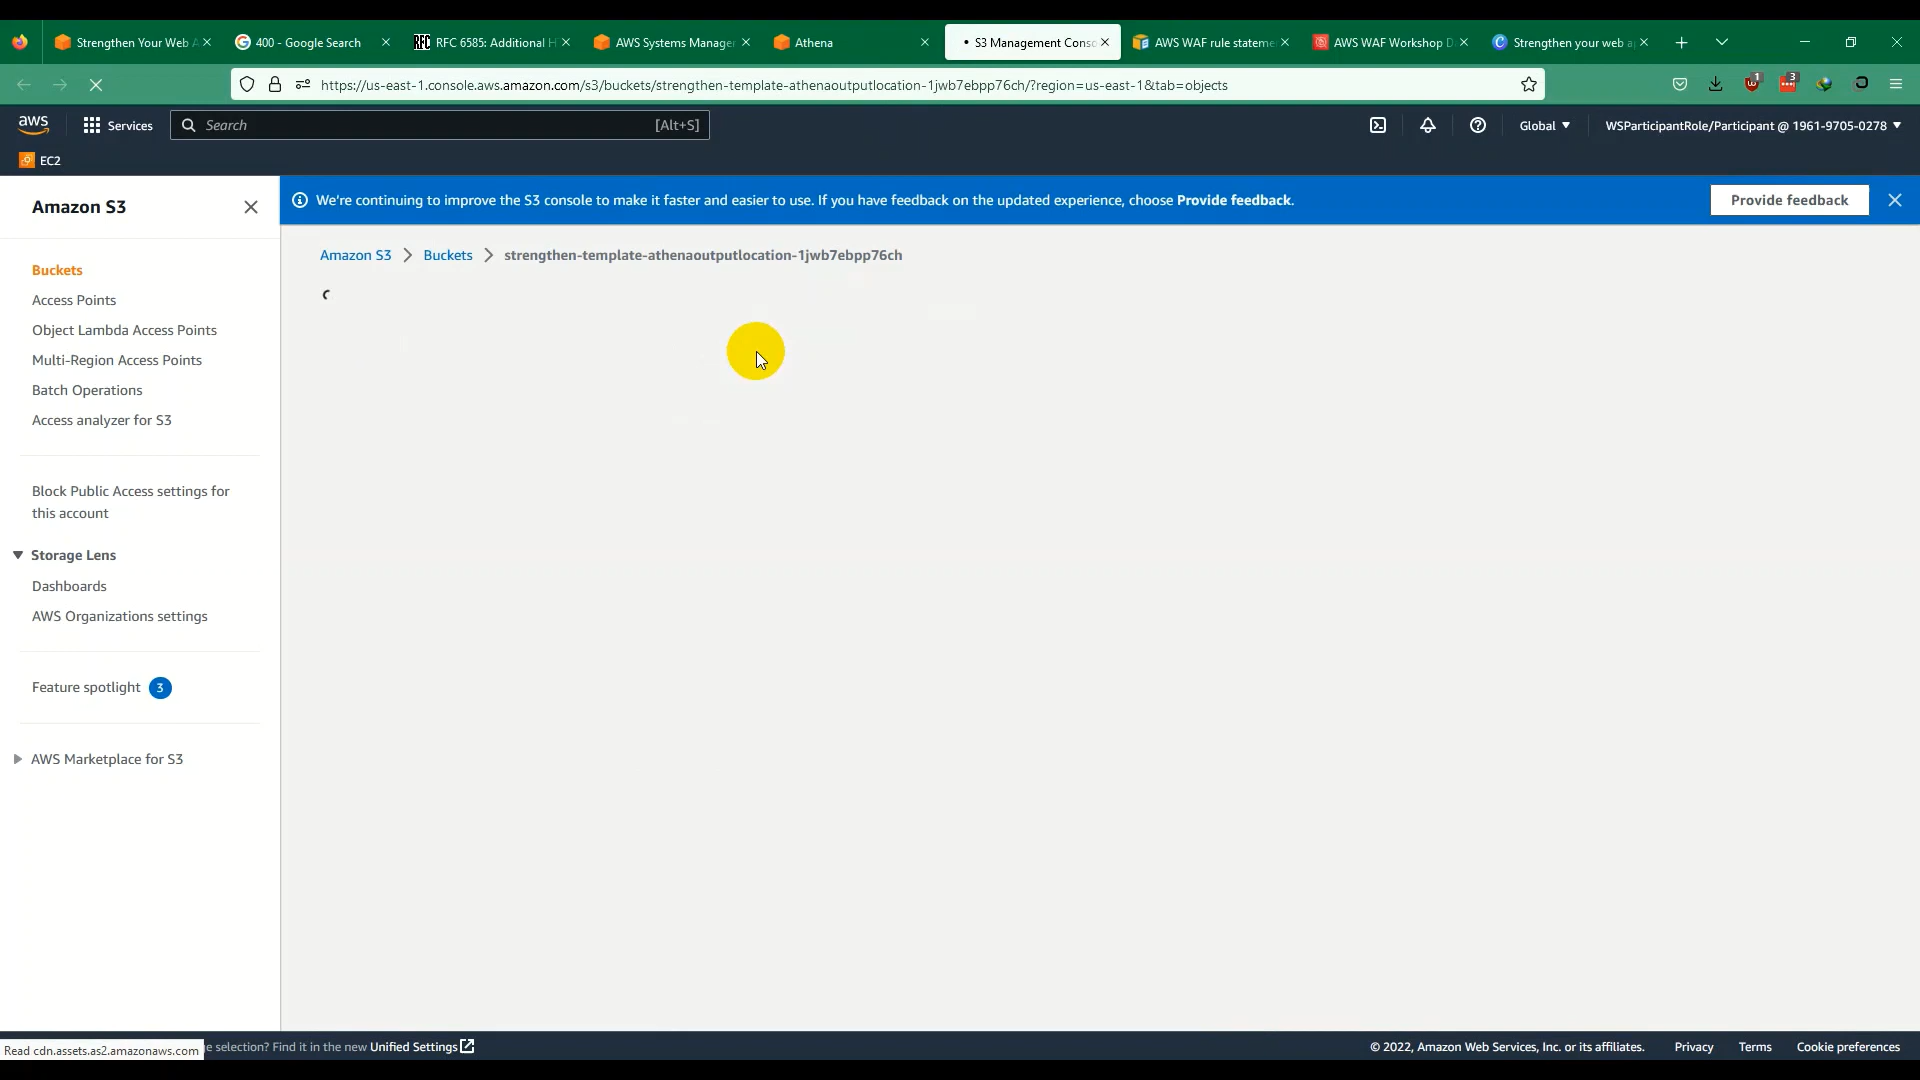 Strengthen Your Web A
400 - Google Search
RFC RFC 6585: Additional H
AWS Systems Manager
Athena
• S3 Management Conso
AWS WAF rule stateme
AWS WAF Workshop D
Strengthen your web a
https://us-east-1.console.aws.amazon.com/s3/buckets/strengthen-template-athenaoutputlocation-1jwb7ebpp76ch/?region=us-east-1&tab=objects
1
3
aws
Services
Search
[Alt+S]
Global
WSParticipantRole/Participant @ 1961-9705-0278
EC2
Amazon S3
We're continuing to improve the S3 console to make it faster and easier to use. If you have feedback on the updated experience, choose Provide feedback.
Provide feedback
Amazon S3 > Buckets > strengthen-template-athenaoutputlocation-1jwb7ebpp76ch
Buckets
Access Points
Object Lambda Access Points
Multi-Region Access Points
Batch Operations
Access analyzer for S3
Block Public Access settings for
this account
Storage Lens
Dashboards
AWS Organizations settings
Feature spotlight 3
AWS Marketplace for S3
Read cdn.assets.as2.amazonaws.com
e selection? Find it in the new Unified Settings
© 2022, Amazon Web Services, Inc. or its affiliates.
Privacy
Terms
Cookie preferences